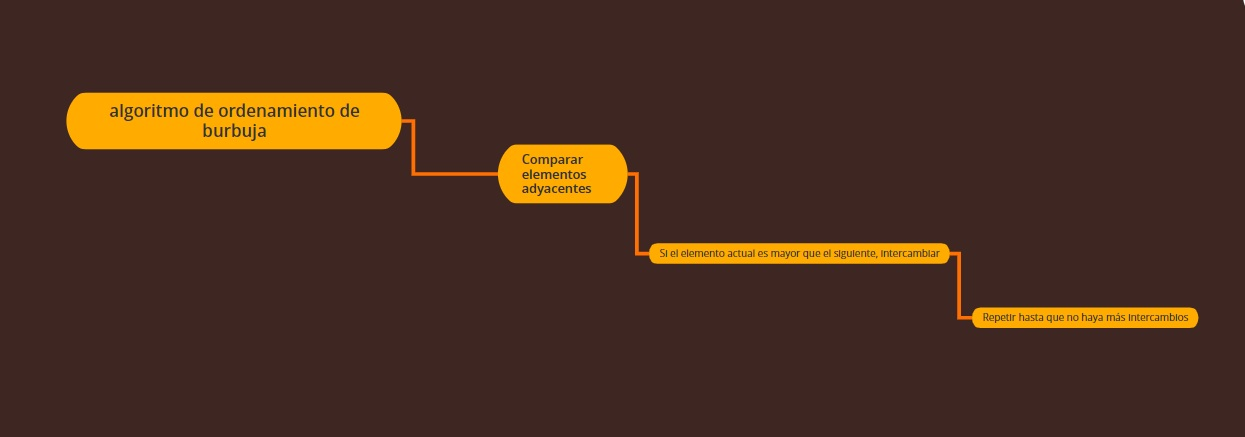 algoritmo de ordenamiento de
burbuja
Comparar
elementos
adyacentes
Si el elemento actual es mayor que el siguiente, intercambiar
Repetir hasta que no haya más intercambios